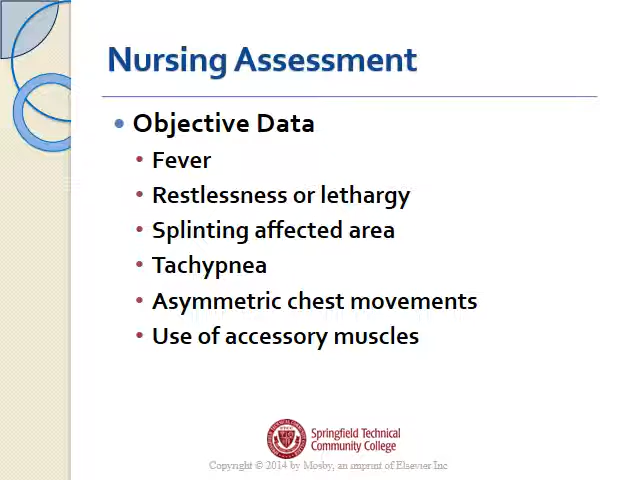 Nursing Assessment
• Objective Data
• Fever
• Restlessness or lethargy
• Splinting affected area
• Tachypnea
• Asymmetric chest movements
• Use of accessory muscles
Springfield Technical
Community College
Copyright © 2014 by Mosby, an imprint of Elsevier Inc